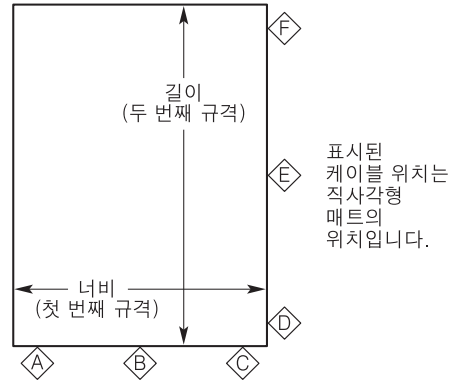 F
길이
(두 번째 규격)
E
표시된
케이블 위치는
직사각형
매트의
위치입니다.
너비
(첫 번째 규격)
D
A
B
C